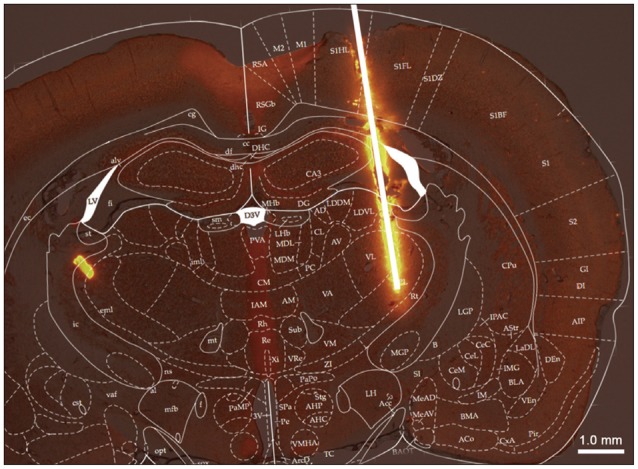 M2
M1
S1HL
S1FL
S1DZ
RSA
RSGb
S1BF
cg
IG
cc
df
DHC
dhc
alv
CA3
S1
LV
fi
ec
MHb
DG
LDDM
AD
LDVL
D3V
sm
S2
st
PVA
LHb
MDL
CL
AV
iml
MDM
PC
VL
CPu
GI
DI
CM
eml
VA
Rt
IAM
AM
LGP
IPAC
AIP
ic
Rh
Sub
AStr
mt
Re
VM
MGP
B
CeC
LaDL
Xi
VRe
CeL
DEn
ns
ZI
CeM
IMG
PaPo
SI
BLA
al
LH
cst
vaf
mfb
f
Stg
MeAD
IM
VEn
PaMP
SPa
AHP
Acc
3V
Pe
AHC
MeAV
BMA
Pir
opt
VMHA
ACo
CxA
ArcD
TC
BAOT
1.0 mm